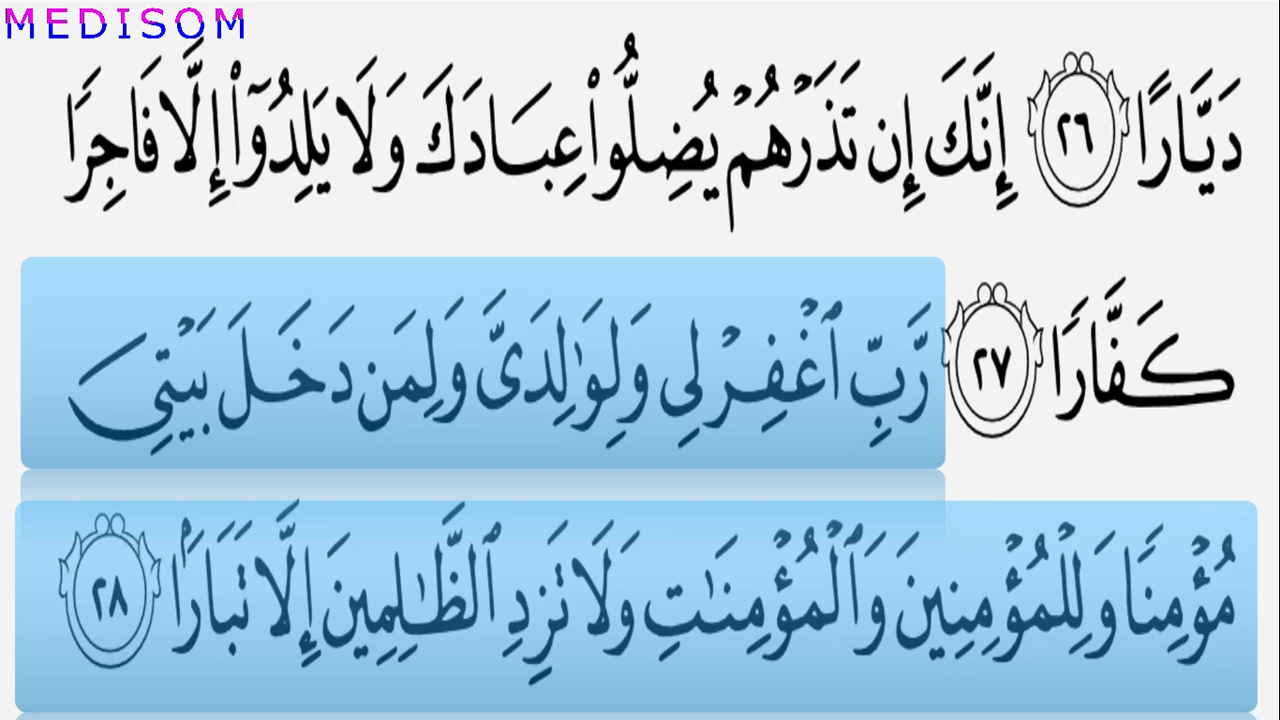 MEDISOM
دَيَّارًا ٢٦ إِنَّكَ إِن تَذَرۡهُمۡ يُضِلُّواْ عِبَادَكَ وَلَا يَلِدُوٓاْ إِلَّا فَاجِرٗا
كَفَّارٗا ٢٧ رَّبِّ ٱغۡفِرۡ لِي وَلِوَٰلِدَيَّ وَلِمَن دَخَلَ بَيۡتِيَ
مُؤۡمِنٗا وَلِلۡمُؤۡمِنِينَ وَٱلۡمُؤۡمِنَٰتِۖ وَلَا تَزِدِ ٱلظَّٰلِمِينَ إِلَّا تَبَارَۢا ٢٨